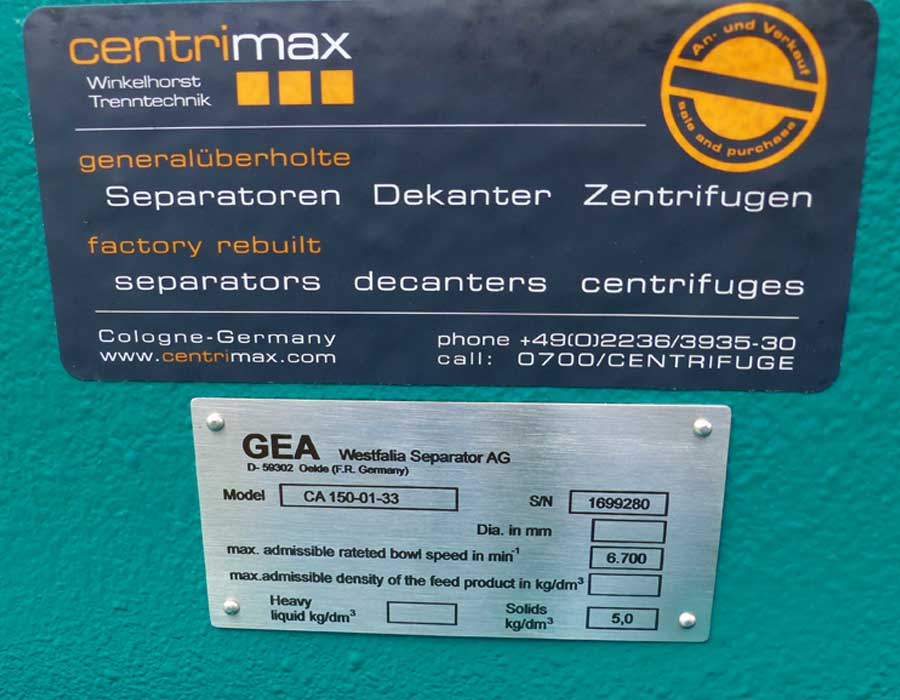 centrimax
Winkelhorst
Trenntechnik
An- und Verkauf
sale and purchase
generalüberholte
Separatoren Dekanter Zentrifugen
factory rebuilt
separators decanters centrifuges
Cologne-Germany
www.centrimax.com
phone +49(0)2236/3935-30
call: 0700/CENTRIFUGE
GEA Westfalia Separator AG
D- 59302 Oelde (F.R. Germany)
Model CA 150-01-33
S/N 1699280
Dia. in mm
max. admissible rateted bowl speed in min⁻¹ 6.700
max.admissible density of the feed product in kg/dm³
Heavy
liquid kg/dm³
Solids
kg/dm³ 5,0